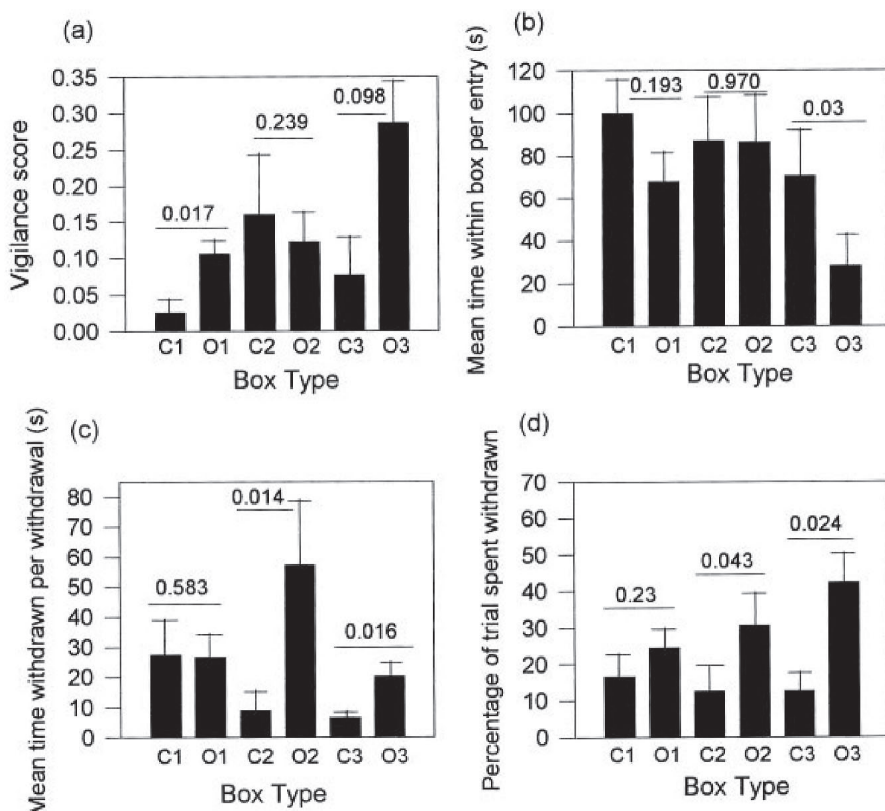 (a)
Vigilance score
0.35
0.30
0.25
0.20
0.15
0.10
0.05
0.00
0.017
0.239
0.098
C1 O1 C2 O2 C3 O3
Box Type
(b)
Mean time within box per entry (s)
120
100
80
60
40
20
0
0.193
0.970
0.03
C1 O1 C2 O2 C3 O3
Box Type
(c)
Mean time withdrawn per withdrawal (s)
80
70
60
50
40
30
20
10
0
0.583
0.014
0.016
C1 O1 C2 O2 C3 O3
Box Type
(d)
Percentage of trial spent withdrawn
70
60
50
40
30
20
10
0
0.23
0.043
0.024
C1 O1 C2 O2 C3 O3
Box Type